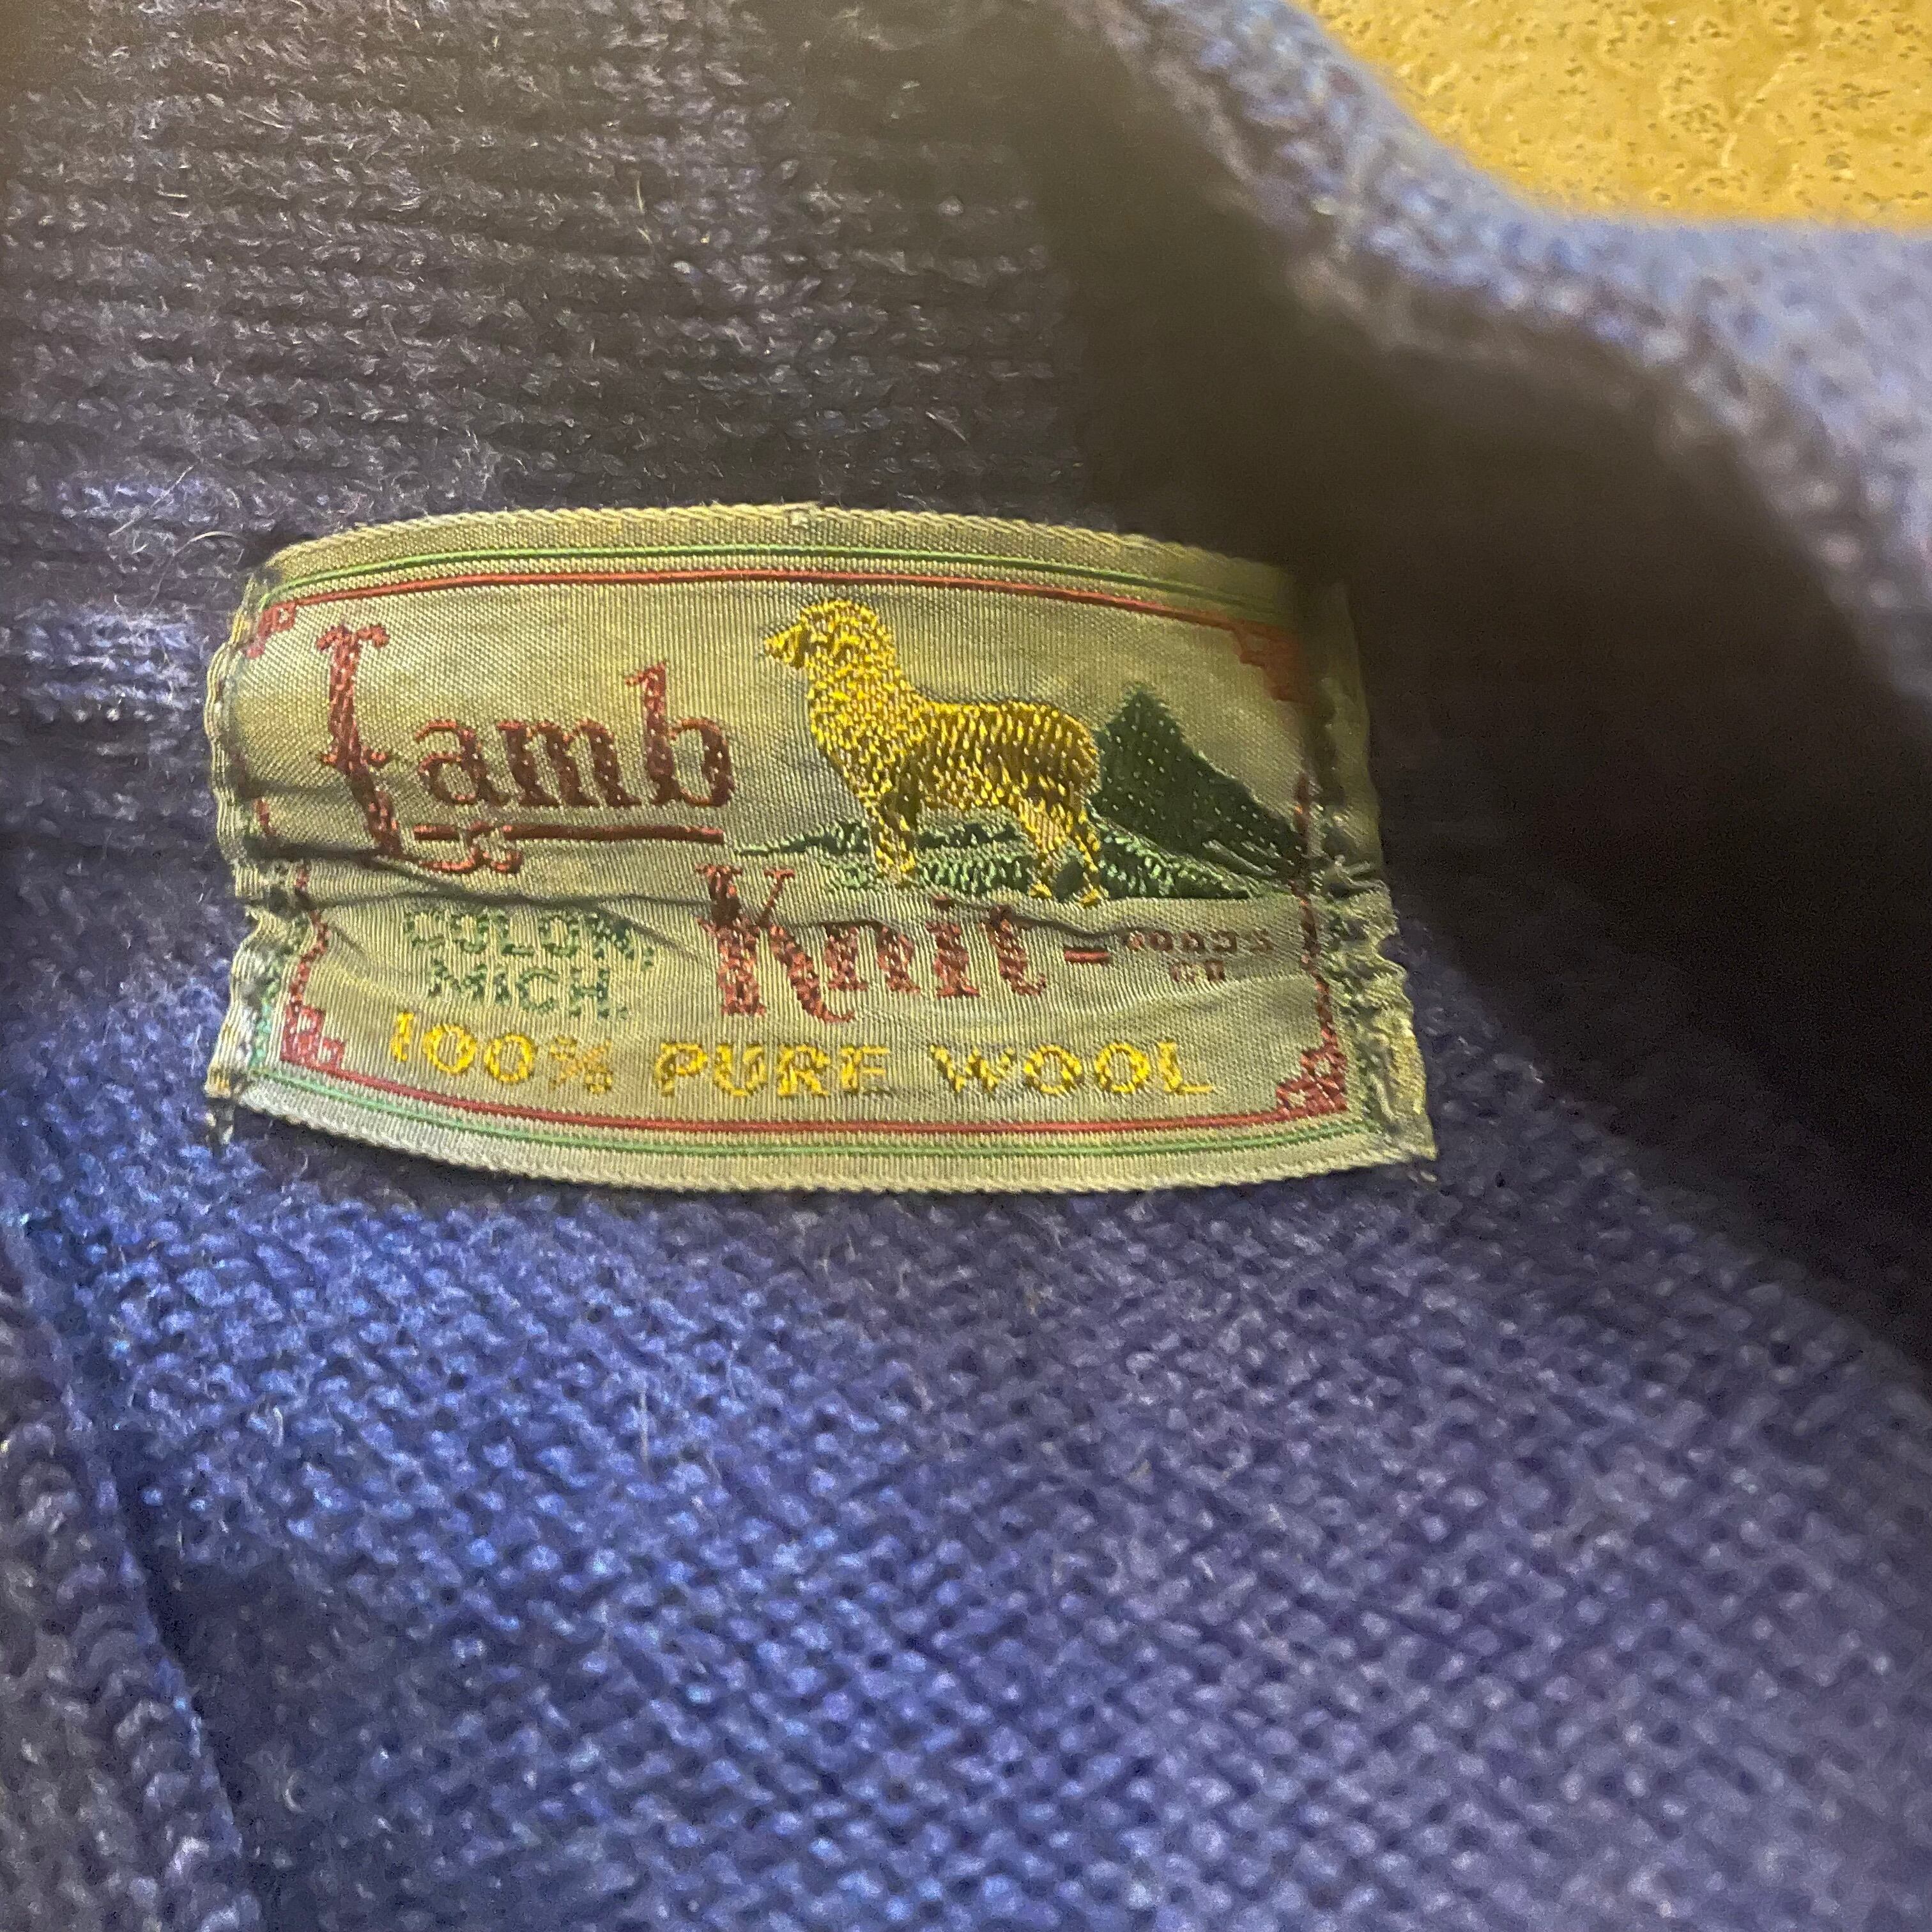 Lamb
Knit-GOODS
CO
COLON,
MICH.
100% PURE WOOL